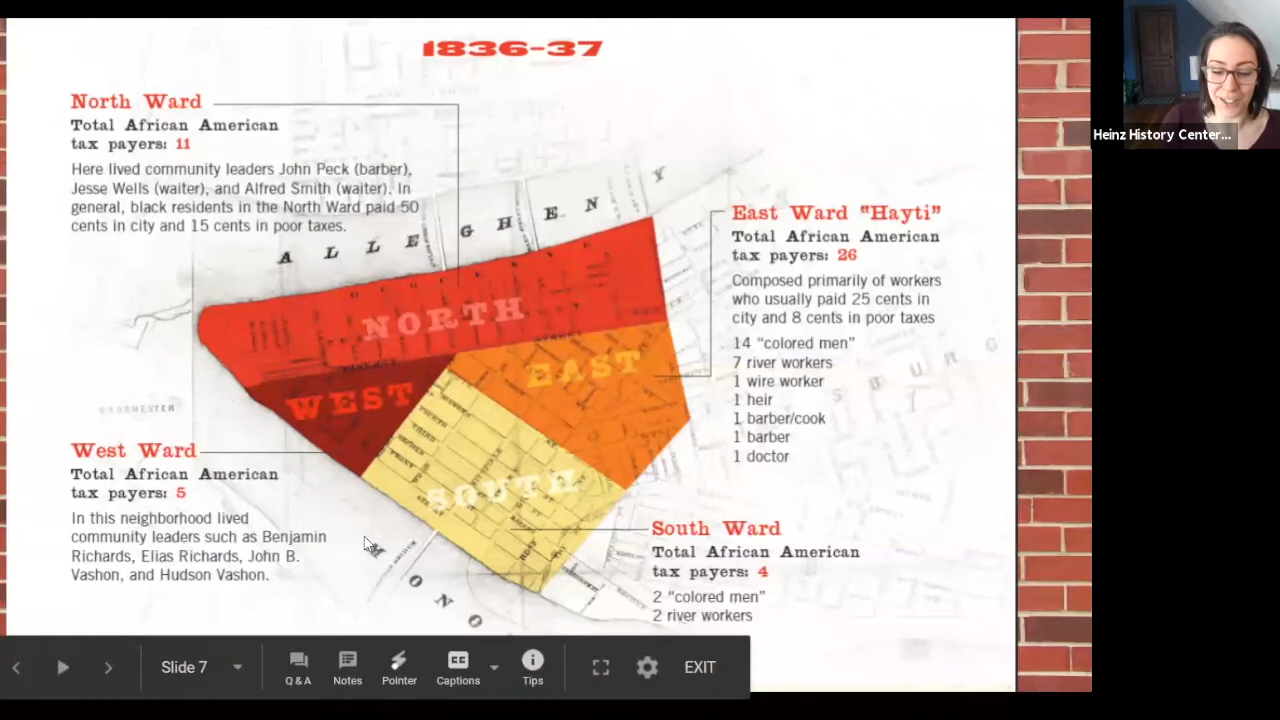 1836-37
North Ward
Total African American
tax payers: 11
Here lived community leaders John Peck (barber),
Jesse Wells (waiter), and Alfred Smith (waiter). In
general, black residents in the North Ward paid 50
cents in city and 15 cents in poor taxes.
Heinz History Center...
A L L E G H E N Y
East Ward "Hayti"
Total African American
tax payers: 26
Composed primarily of workers
who usually paid 25 cents in
city and 8 cents in poor taxes
14 "colored men"
7 river workers
1 wire worker
1 heir
1 barber/cook
1 barber
1 doctor
NORTH
EAST
WEST
SOUTH
S B U R G
West Ward
Total African American
tax payers: 5
In this neighborhood lived
community leaders such as Benjamin
Richards, Elias Richards, John B.
Vashon, and Hudson Vashon.
FOURTH
THIRD
SECOND
FRONT
M O N O
South Ward
Total African American
tax payers: 4
2 "colored men"
2 river workers
Slide 7
Q & A
Notes
Pointer
CC
Captions
Tips
EXIT